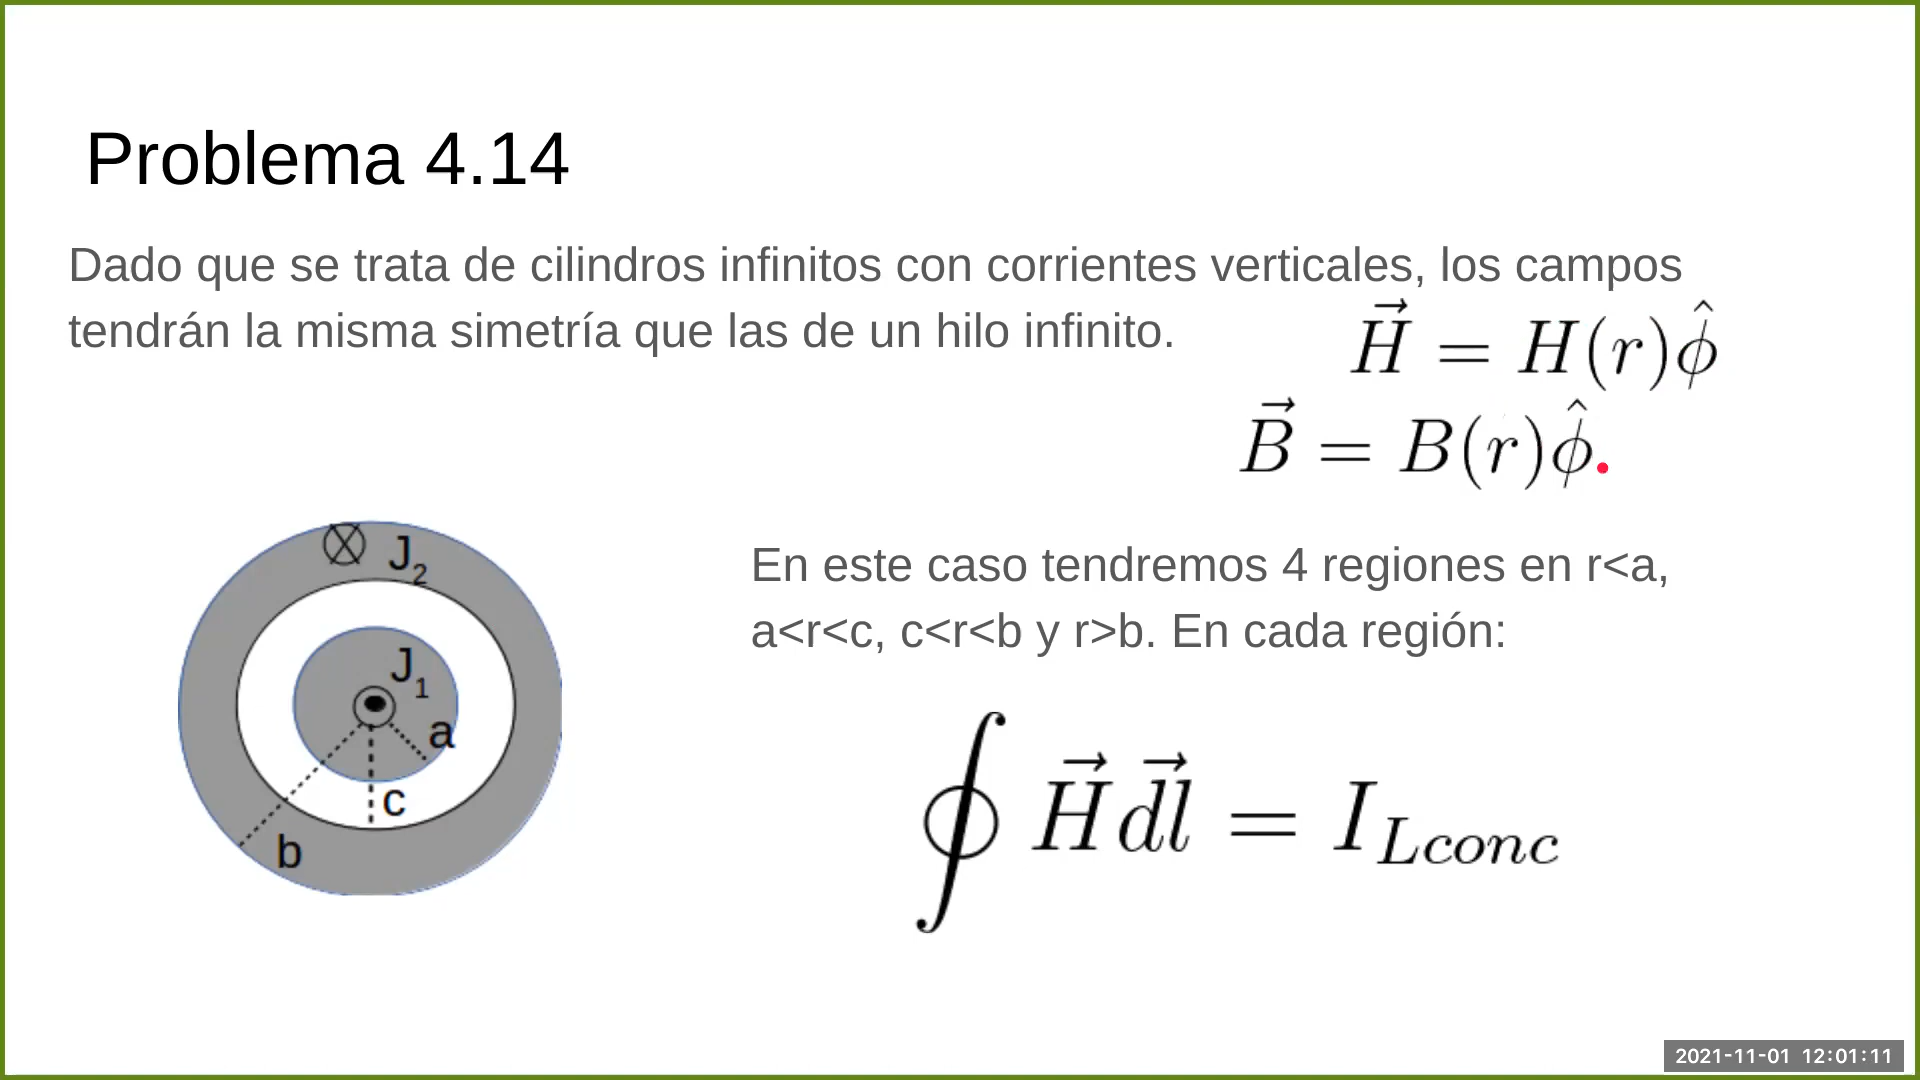 Problema 4.14
Dado que se trata de cilindros infinitos con corrientes verticales, los campos
tendrán la misma simetría que las de un hilo infinito.
$\vec{H} = H(r)\hat{\phi}$
$\vec{B} = B(r)\hat{\phi}$
J₂
J₁
a
c
b
En este caso tendremos 4 regiones en r<a,
a<r<c, c<r<b y r>b. En cada región:
$\oint \vec{H}\vec{dl} = I_{Lconc}$
2021-11-01 12:01:11